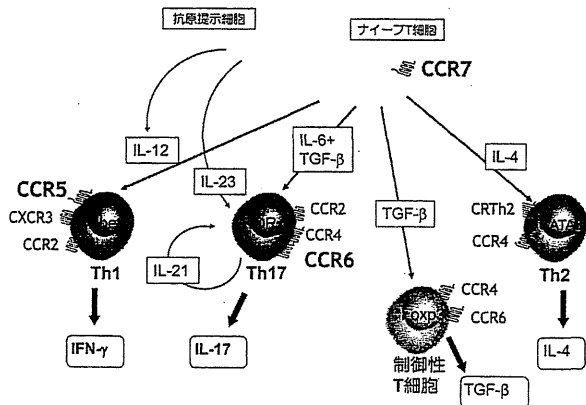 抗原提示細胞
ナイーブT細胞
CCR7
IL-12
IL-23
IL-6+
TGF-β
IL-4
TGF-β
CCR5
CXCR3
CCR2
Th1
IFN-γ
IL-21
CCR2
CCR4
CCR6
Th17
IL-17
CCR4
CCR6
Foxp
制御性
T細胞
TGF-β
CRTh2
CCR4
Th2
IL-4